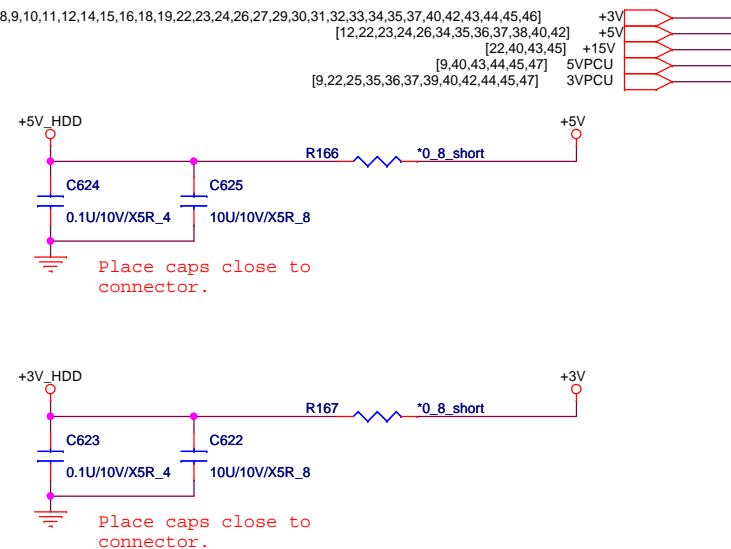 8,9,10,11,12,14,15,16,18,19,22,23,24,26,27,29,30,31,32,33,34,35,37,40,42,43,44,45,46] +3V
[12,22,23,24,26,34,35,36,37,38,40,42] +5V
[22,40,43,45] +15V
[9,40,43,44,45,47] 5VPCU
[9,22,25,35,36,37,39,40,42,44,45,47] 3VPCU
+5V_HDD +5V
R166 *0_8_short
C624 C625
0.1U/10V/X5R_4 10U/10V/X5R_8
Place caps close to
connector.
+3V_HDD +3V
R167 *0_8_short
C623 C622
0.1U/10V/X5R_4 10U/10V/X5R_8
Place caps close to
connector.